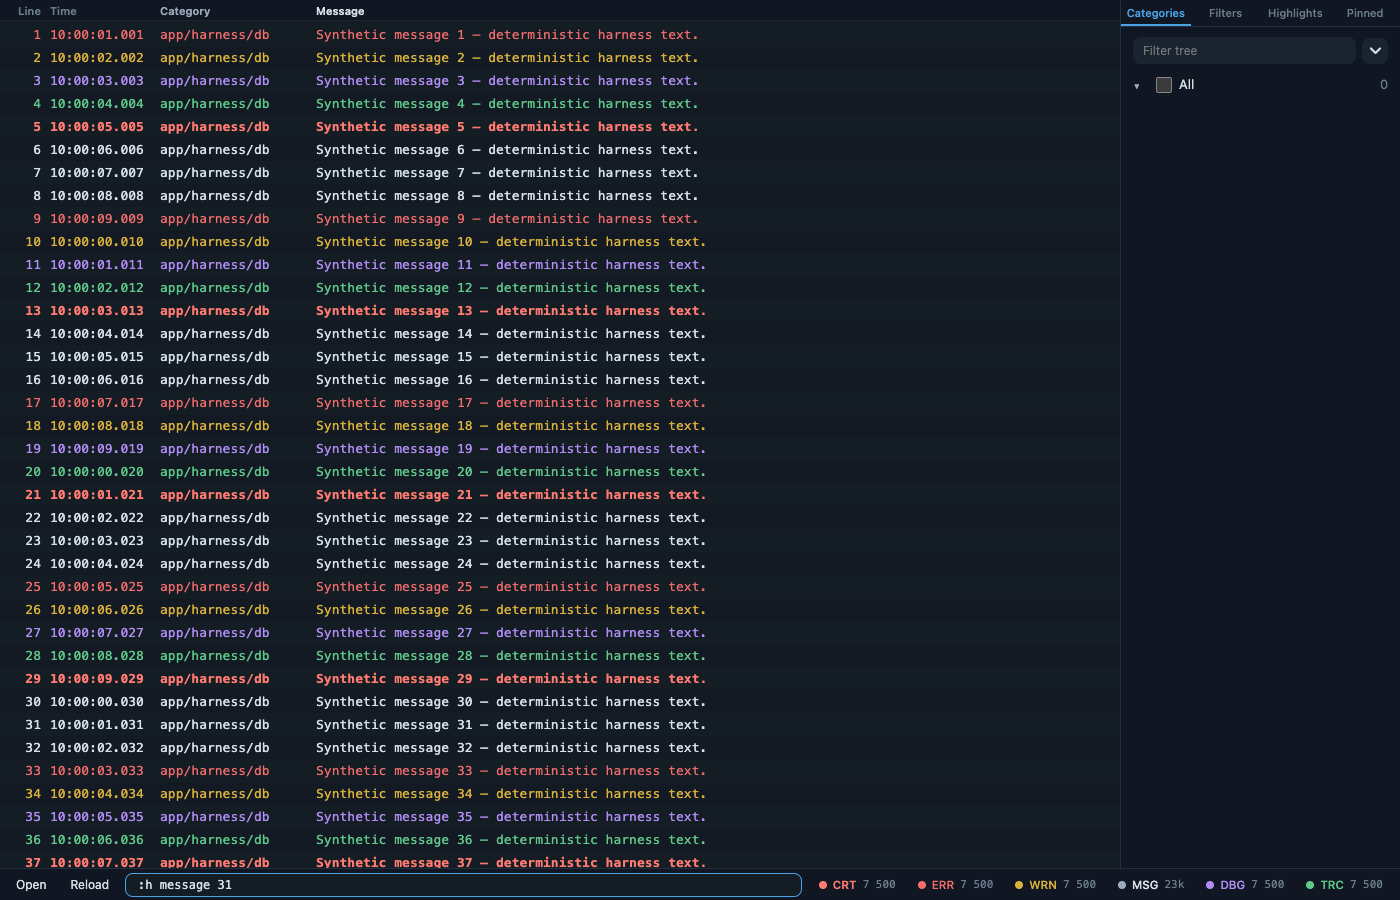 Line Time Category Message
1 10:00:01.001 app/harness/db Synthetic message 1 — deterministic harness text.
2 10:00:02.002 app/harness/db Synthetic message 2 — deterministic harness text.
3 10:00:03.003 app/harness/db Synthetic message 3 — deterministic harness text.
4 10:00:04.004 app/harness/db Synthetic message 4 — deterministic harness text.
5 10:00:05.005 app/harness/db Synthetic message 5 — deterministic harness text.
6 10:00:06.006 app/harness/db Synthetic message 6 — deterministic harness text.
7 10:00:07.007 app/harness/db Synthetic message 7 — deterministic harness text.
8 10:00:08.008 app/harness/db Synthetic message 8 — deterministic harness text.
9 10:00:09.009 app/harness/db Synthetic message 9 — deterministic harness text.
10 10:00:00.010 app/harness/db Synthetic message 10 — deterministic harness text.
11 10:00:01.011 app/harness/db Synthetic message 11 — deterministic harness text.
12 10:00:02.012 app/harness/db Synthetic message 12 — deterministic harness text.
13 10:00:03.013 app/harness/db Synthetic message 13 — deterministic harness text.
14 10:00:04.014 app/harness/db Synthetic message 14 — deterministic harness text.
15 10:00:05.015 app/harness/db Synthetic message 15 — deterministic harness text.
16 10:00:06.016 app/harness/db Synthetic message 16 — deterministic harness text.
17 10:00:07.017 app/harness/db Synthetic message 17 — deterministic harness text.
18 10:00:08.018 app/harness/db Synthetic message 18 — deterministic harness text.
19 10:00:09.019 app/harness/db Synthetic message 19 — deterministic harness text.
20 10:00:00.020 app/harness/db Synthetic message 20 — deterministic harness text.
21 10:00:01.021 app/harness/db Synthetic message 21 — deterministic harness text.
22 10:00:02.022 app/harness/db Synthetic message 22 — deterministic harness text.
23 10:00:03.023 app/harness/db Synthetic message 23 — deterministic harness text.
24 10:00:04.024 app/harness/db Synthetic message 24 — deterministic harness text.
25 10:00:05.025 app/harness/db Synthetic message 25 — deterministic harness text.
26 10:00:06.026 app/harness/db Synthetic message 26 — deterministic harness text.
27 10:00:07.027 app/harness/db Synthetic message 27 — deterministic harness text.
28 10:00:08.028 app/harness/db Synthetic message 28 — deterministic harness text.
29 10:00:09.029 app/harness/db Synthetic message 29 — deterministic harness text.
30 10:00:00.030 app/harness/db Synthetic message 30 — deterministic harness text.
31 10:00:01.031 app/harness/db Synthetic message 31 — deterministic harness text.
32 10:00:02.032 app/harness/db Synthetic message 32 — deterministic harness text.
33 10:00:03.033 app/harness/db Synthetic message 33 — deterministic harness text.
34 10:00:04.034 app/harness/db Synthetic message 34 — deterministic harness text.
35 10:00:05.035 app/harness/db Synthetic message 35 — deterministic harness text.
36 10:00:06.036 app/harness/db Synthetic message 36 — deterministic harness text.
37 10:00:07.037 app/harness/db Synthetic message 37 — deterministic harness text.
Categories Filters Highlights Pinned
Filter tree
All 0
Open Reload :h message 31 CRT 7 500 ERR 7 500 WRN 7 500 MSG 23k DBG 7 500 TRC 7 500